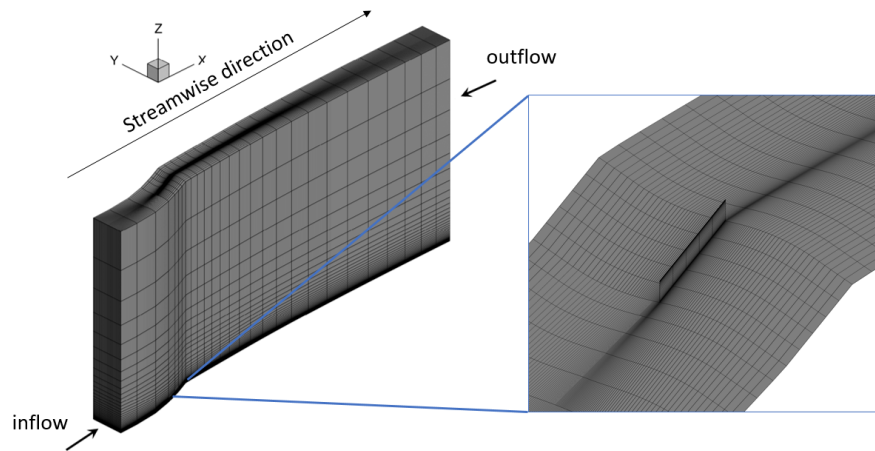 Z
Y
X
Streamwise direction
outflow
inflow